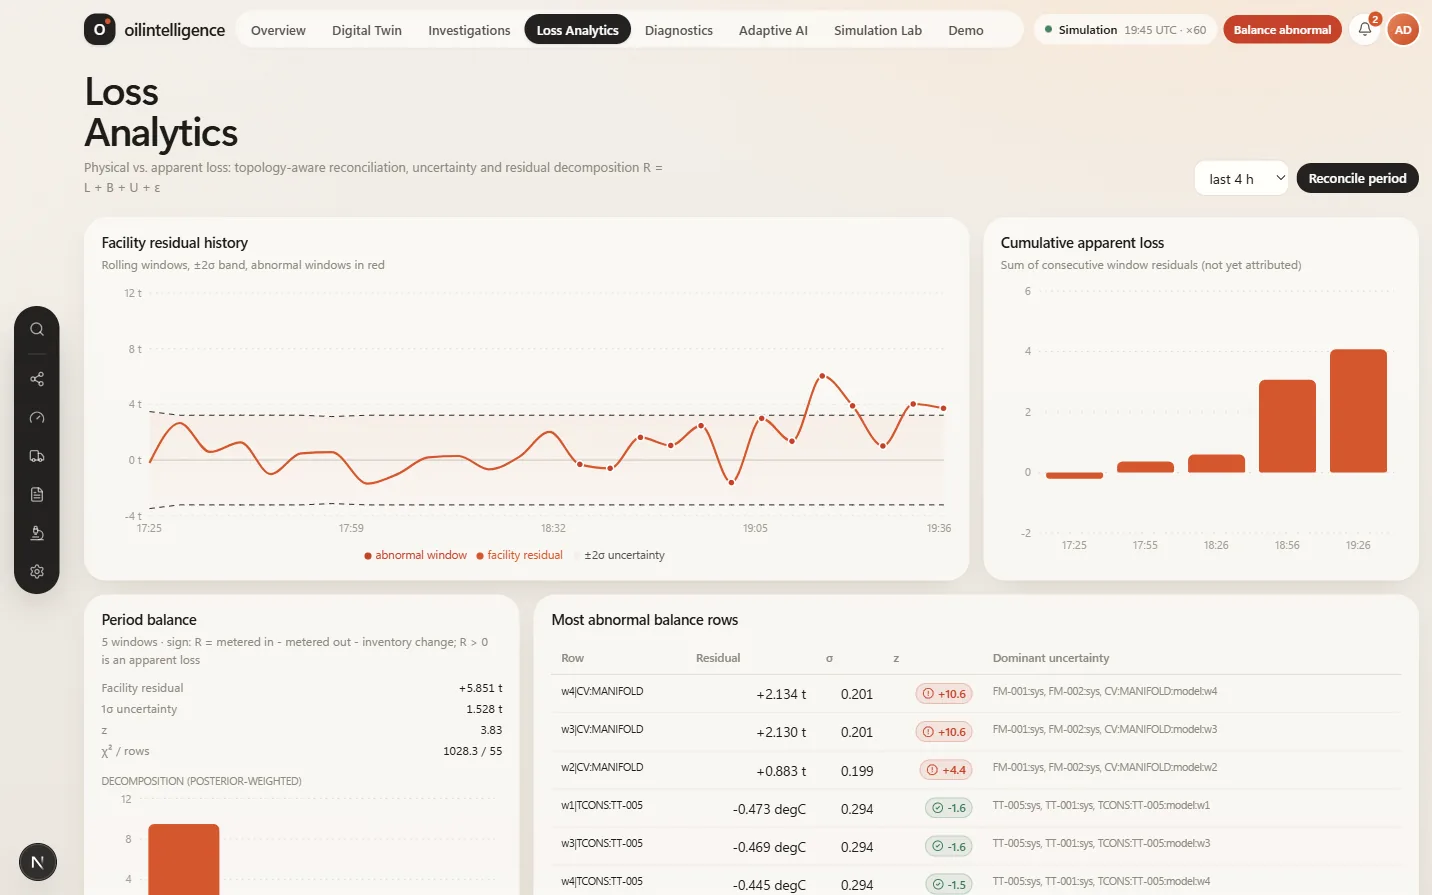 oilintelligence
Overview
Digital Twin
Investigations
Loss Analytics
Diagnostics
Adaptive AI
Simulation Lab
Demo
Simulation 19:45 UTC · ×60
Balance abnormal
2
AD
Loss
Analytics
Physical vs. apparent loss: topology-aware reconciliation, uncertainty and residual decomposition R =
L + B + U + ε
last 4 h
Reconcile period
Facility residual history
Rolling windows, ±2σ band, abnormal windows in red
12 t
8 t
4 t
0 t
-4 t
17:25
17:59
18:32
19:05
19:36
abnormal window
facility residual
±2σ uncertainty
Cumulative apparent loss
Sum of consecutive window residuals (not yet attributed)
6
4
2
0
-2
17:25
17:55
18:26
18:56
19:26
Period balance
5 windows · sign: R = metered in - metered out - inventory change; R > 0
is an apparent loss
Facility residual +5.851 t
1σ uncertainty 1.528 t
z 3.83
χ² / rows 1028.3 / 55
DECOMPOSITION (POSTERIOR-WEIGHTED)
12
8
4
Most abnormal balance rows
Row Residual σ z Dominant uncertainty
w4|CV:MANIFOLD +2.134 t 0.201 +10.6 FM-001:sys, FM-002:sys, CV:MANIFOLD:model:w4
w3|CV:MANIFOLD +2.130 t 0.201 +10.6 FM-001:sys, FM-002:sys, CV:MANIFOLD:model:w3
w2|CV:MANIFOLD +0.883 t 0.199 +4.4 FM-001:sys, FM-002:sys, CV:MANIFOLD:model:w2
w1|TCONS:TT-005 -0.473 degC 0.294 -1.6 TT-005:sys, TT-001:sys, TCONS:TT-005:model:w1
w3|TCONS:TT-005 -0.469 degC 0.294 -1.6 TT-005:sys, TT-001:sys, TCONS:TT-005:model:w3
w4|TCONS:TT-005 -0.445 degC 0.294 -1.5 TT-005:sys, TT-001:sys, TCONS:TT-005:model:w4
N